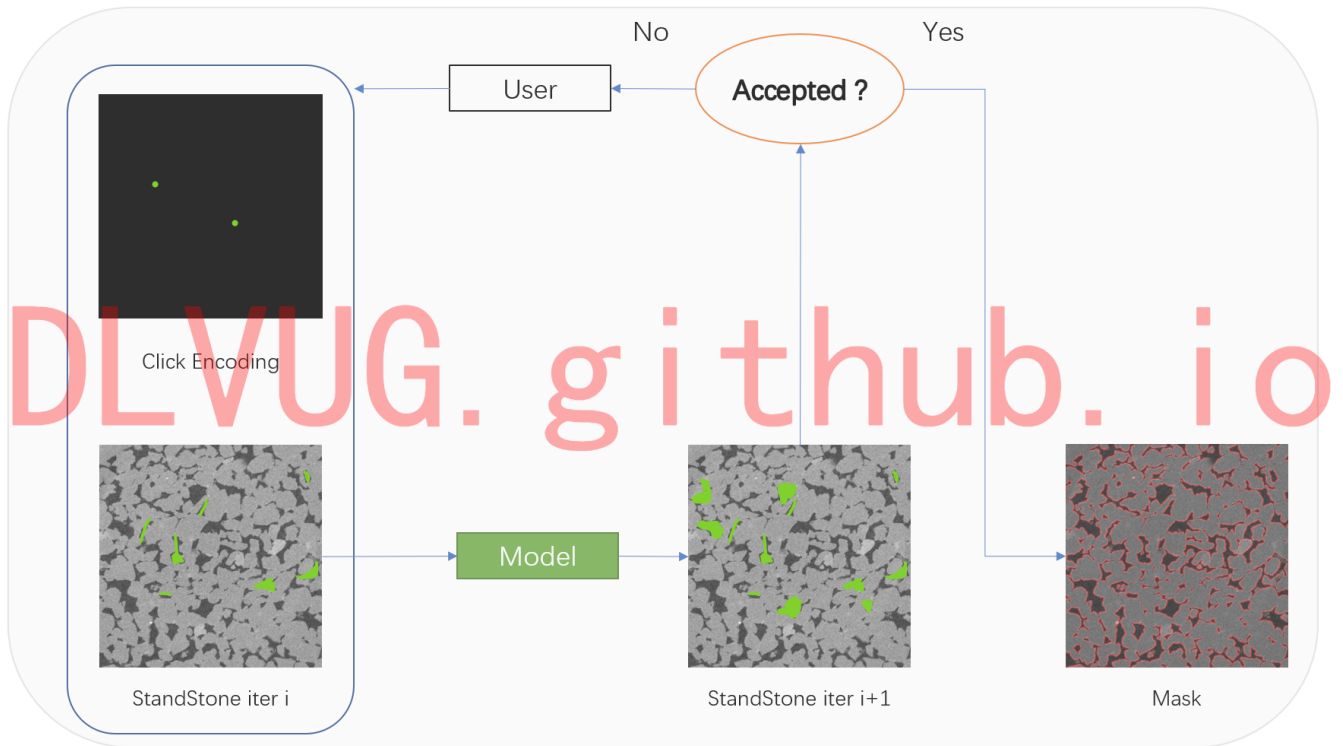 No
Yes
User
Accepted ?
Click Encoding
DLVUG.github.io
Model
StandStone iter i
StandStone iter i+1
Mask